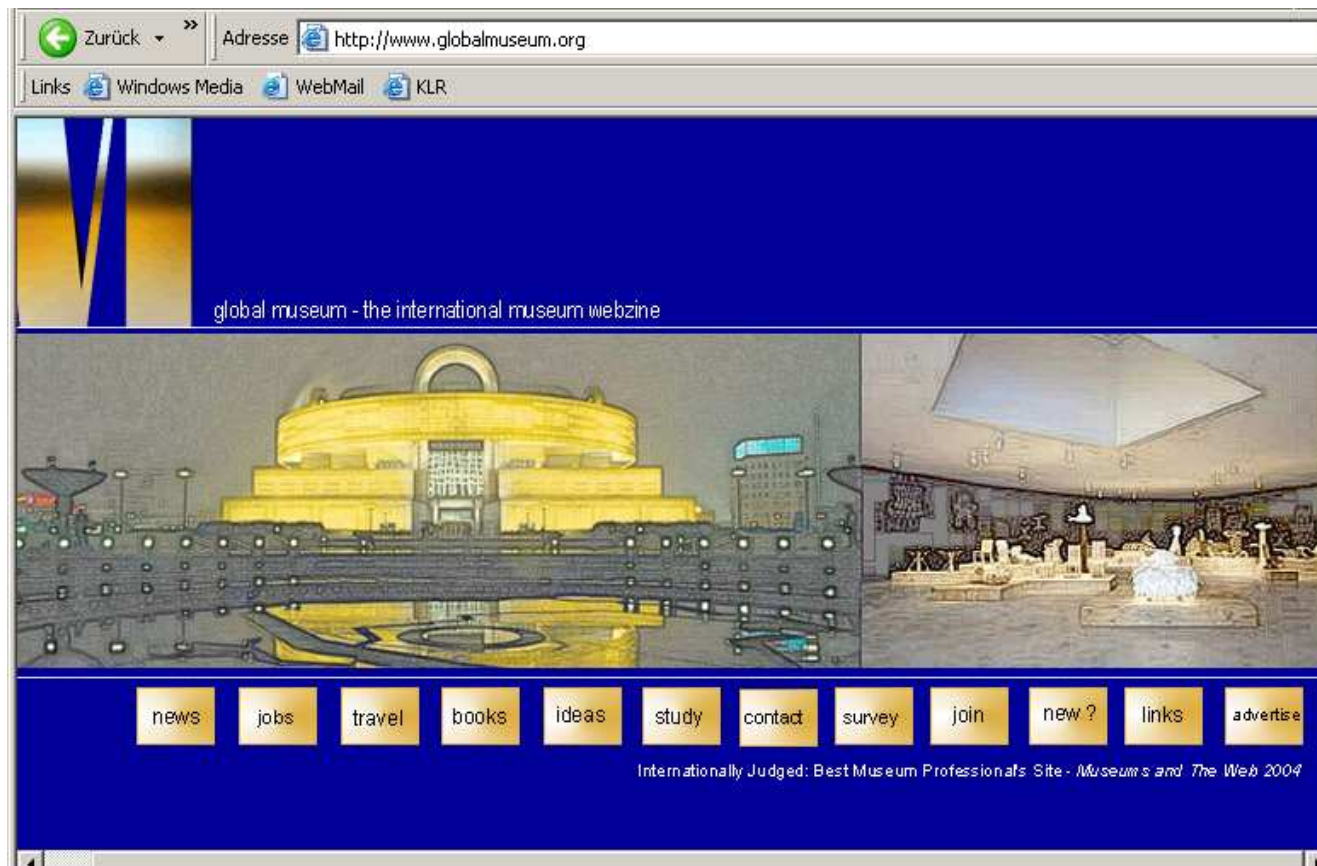 Zurück » Adresse http://www.globalmuseum.org
Links Windows Media WebMail KLR
global museum - the international museum webzine
news jobs travel books ideas study contact survey join new ? links advertise
Internationally Judged: Best Museum Professional's Site - Museums and The Web 2004